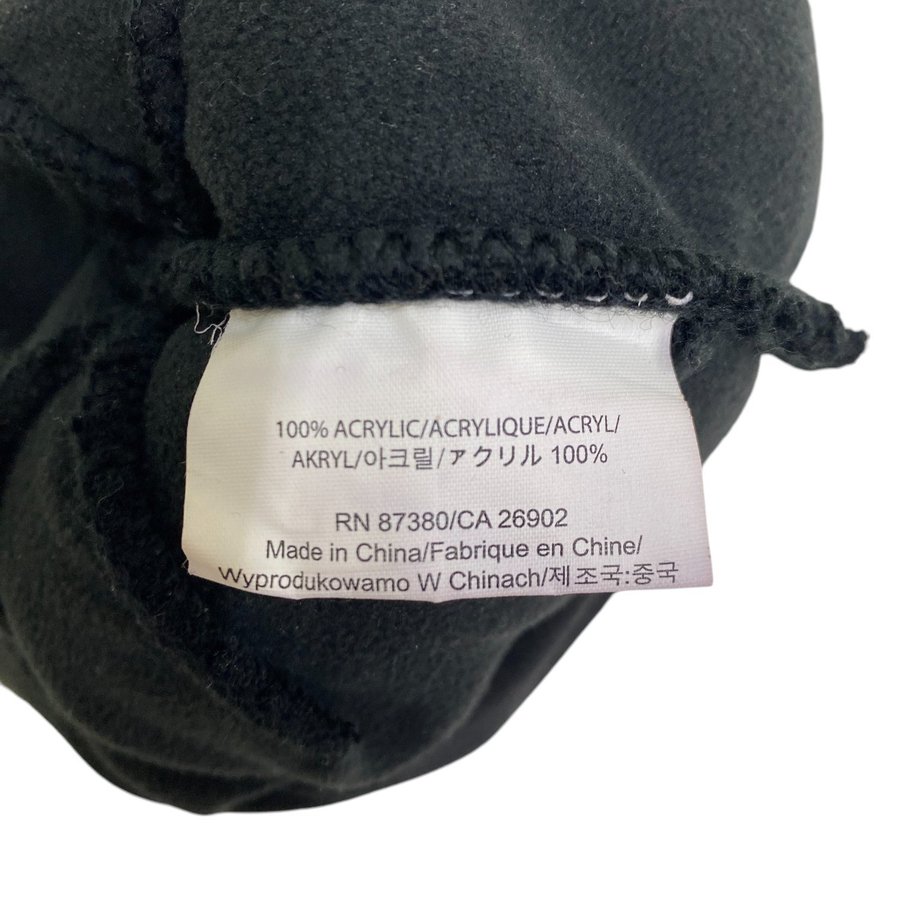 100% ACRYLIC/ACRYLIQUE/ACRYL/
AKRYL/아크릴/ァクリル 100%
RN 87380/CA 26902
Made in China/Fabrique en Chine/
Wyprodukowamo W Chinach/제조국:중국